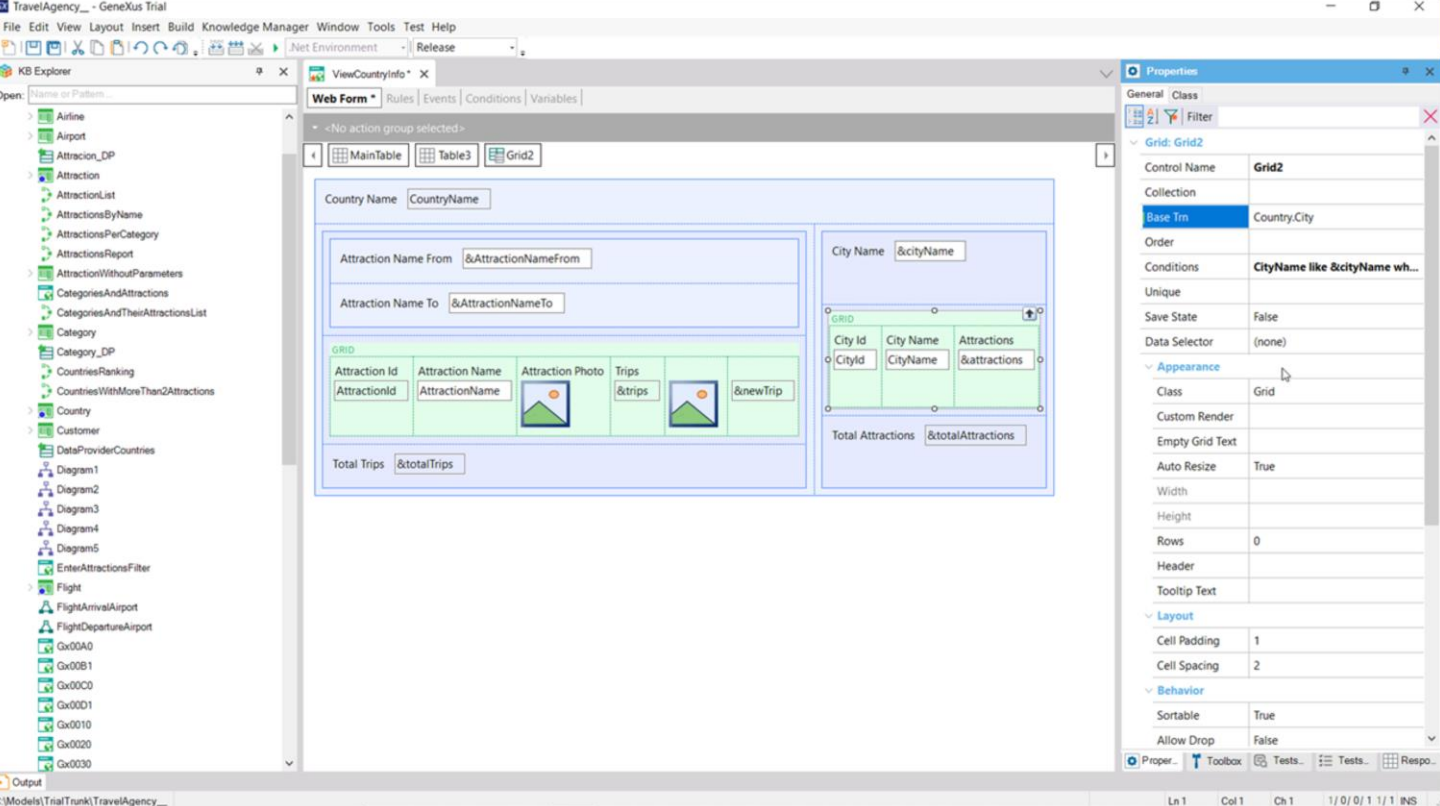 TravelAgency__ - GeneXus Trial
File Edit View Layout Insert Build Knowledge Manager Window Tools Test Help
.Net Environment Release
KB Explorer
Open: Name or Pattern...
Airline
Airport
Attracion_DP
Attraction
AttractionList
AttractionsByName
AttractionsPerCategory
AttractionsReport
AttractionWithoutParameters
CategoriesAndAttractions
CategoriesAndTheirAttractionsList
Category
Category_DP
CountriesRanking
CountriesWithMoreThan2Attractions
Country
Customer
DataProviderCountries
Diagram1
Diagram2
Diagram3
Diagram4
Diagram5
EnterAttractionsFilter
Flight
FlightArrivalAirport
FlightDepartureAirport
Gx00A0
Gx00B1
Gx00C0
Gx00D1
Gx0010
Gx0020
Gx0030
ViewCountryInfo *
Web Form * Rules Events Conditions Variables
<No action group selected>
MainTable Table3 Grid2
Country Name CountryName
Attraction Name From &AttractionNameFrom
Attraction Name To &AttractionNameTo
GRID
Attraction Id Attraction Name Attraction Photo Trips
AttractionId AttractionName &trips &newTrip
Total Trips &totalTrips
City Name &cityName
GRID
City Id City Name Attractions
CityId CityName &attractions
Total Attractions &totalAttractions
Properties
General Class
Filter
Grid: Grid2
Control Name Grid2
Collection
Base Trn Country.City
Order
Conditions CityName like &cityName wh...
Unique
Save State False
Data Selector (none)
Appearance
Class Grid
Custom Render
Empty Grid Text
Auto Resize True
Width
Height
Rows 0
Header
Tooltip Text
Layout
Cell Padding 1
Cell Spacing 2
Behavior
Sortable True
Allow Drop False
Proper... Toolbox Tests... Tests... Respo...
Output
:\Models\TrialTrunk\TravelAgency__ Ln 1 Col 1 Ch 1 1/ 0/ 0/ 1 1/ 1 INS